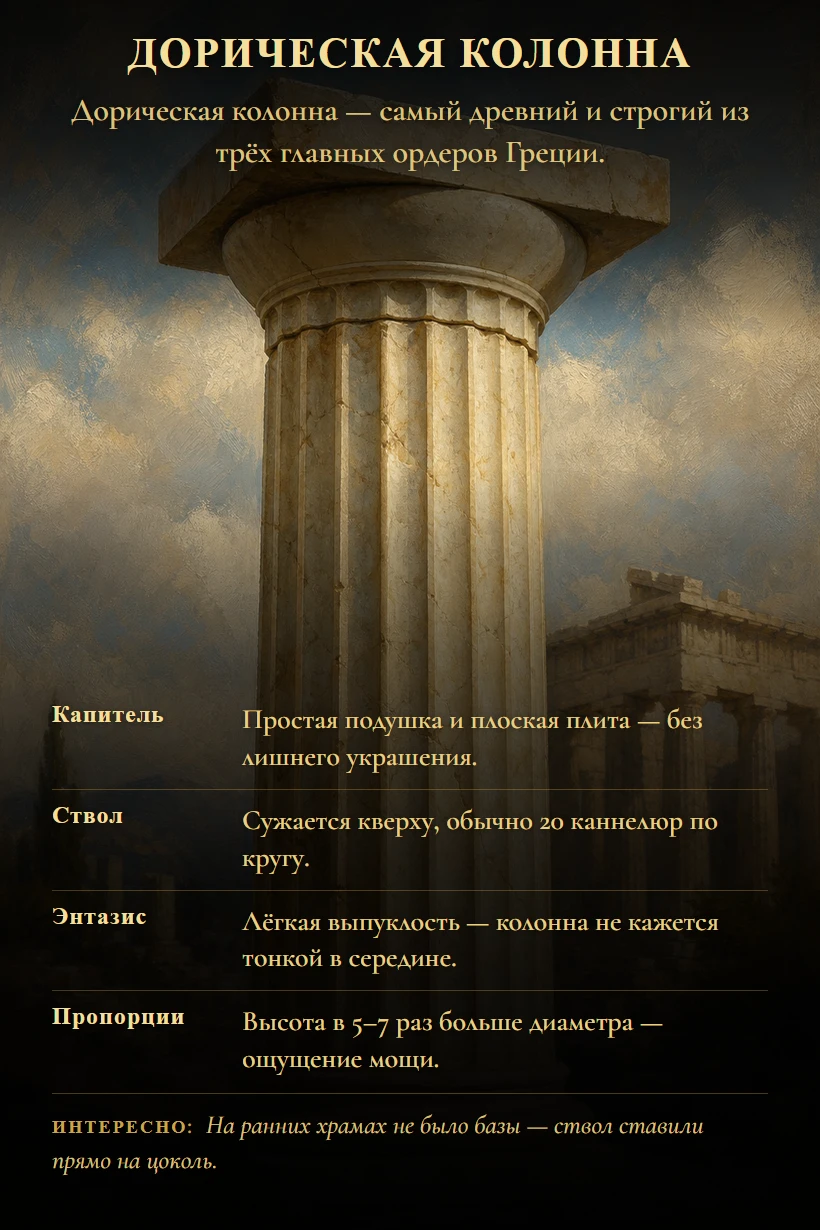 ДОРИЧЕСКАЯ КОЛОННА
Дорическая колонна — самый древний и строгий из
трёх главных ордеров Греции.
Капитель
Простая подушка и плоская плита — без
лишнего украшения.
Ствол
Сужается кверху, обычно 20 каннелюр по
кругу.
Энтазис
Лёгкая выпуклость — колонна не кажется
тонкой в середине.
Пропорции
Высота в 5–7 раз больше диаметра —
ощущение мощи.
ИНТЕРЕСНО: На ранних храмах не было базы — ствол ставили
прямо на цоколь.